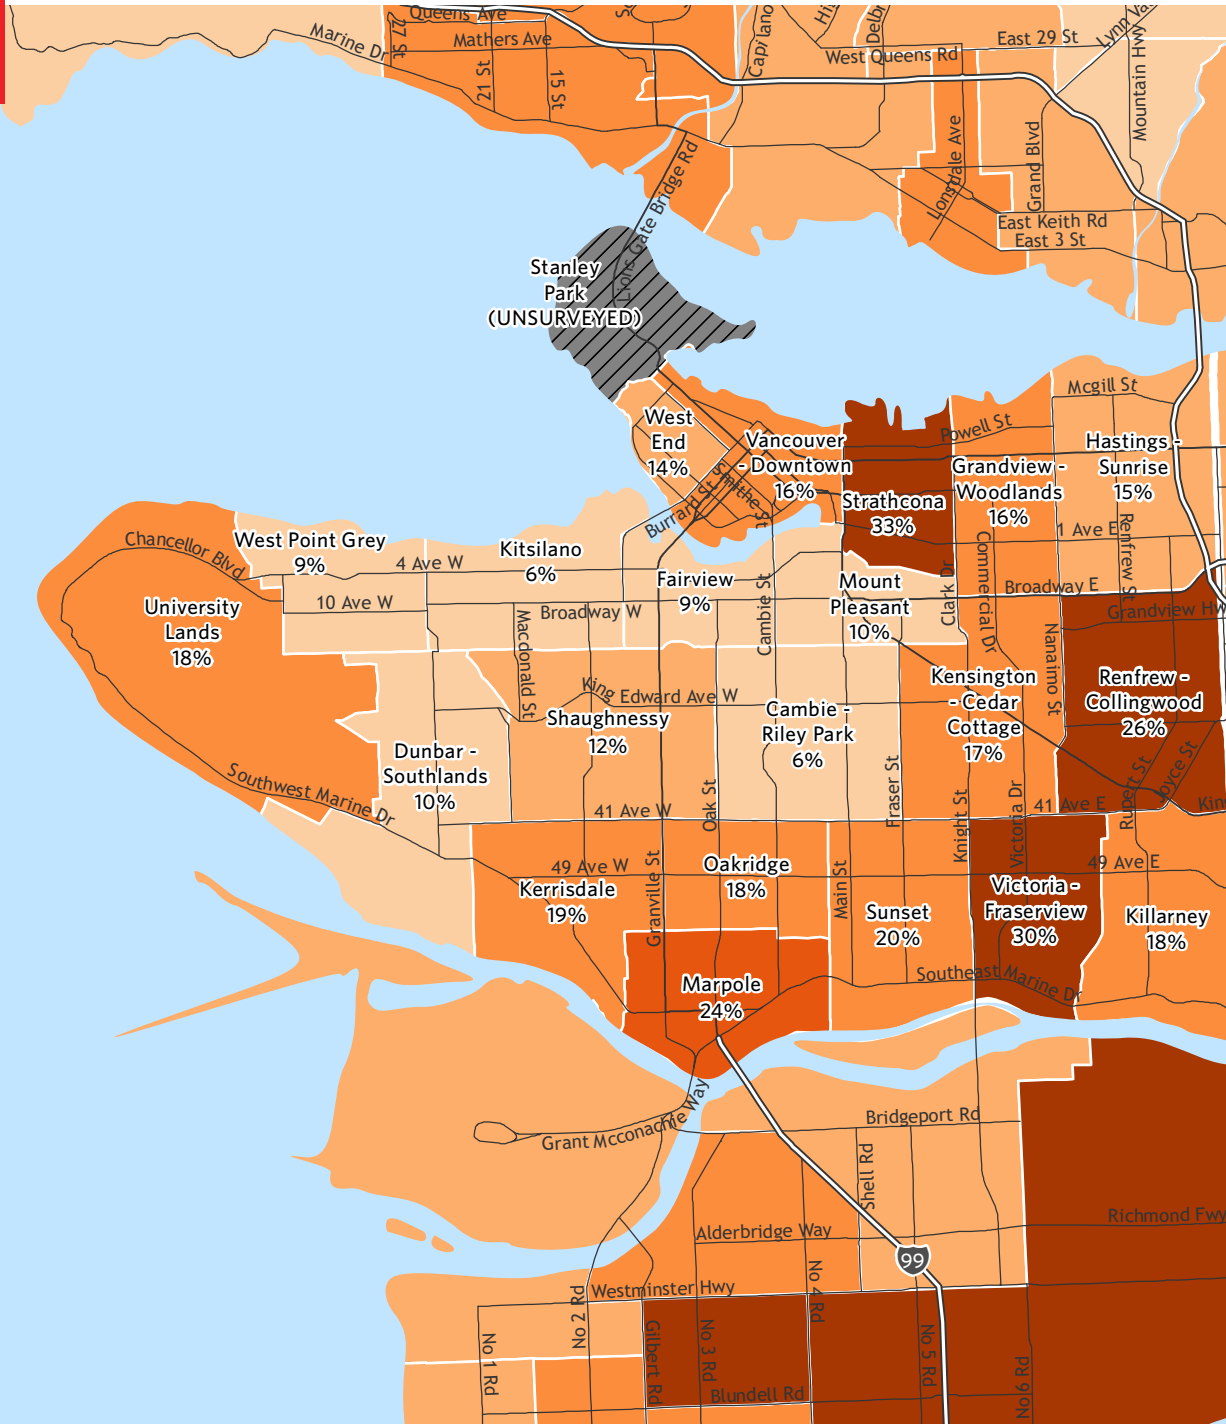 Queens Ave
Marine Dr
27 St
Mathers Ave
21 St
15 St
West Queens Rd
East 29 St
Mountain Hwy
Lonsdale Ave
Grand Blvd
East Keith Rd
East 3 St
Lions Gate Bridge Rd
Stanley
Park
(UNSURVEYED)
Mcgill St
West
End
14%
Vancouver
- Downtown
16%
Powell St
Hastings -
Sunrise
15%
Grandview -
Woodlands
16%
Strathcona
33%
Burrard St
Smithe St
1 Ave E
Renfrew St
West Point Grey
9%
Chancellor Blvd
4 Ave W
Kitsilano
6%
Fairview
9%
Mount
Pleasant
10%
Clark Dr
Commercial Dr
Broadway E
Grandview Hwy
University
Lands
18%
10 Ave W
Broadway W
Macdonald St
Cambie St
Nanaimo St
King Edward Ave W
Shaughnessy
12%
Cambie -
Riley Park
6%
Kensington
- Cedar
Cottage
17%
Renfrew -
Collingwood
26%
Dunbar -
Southlands
10%
Southwest Marine Dr
41 Ave W
Oak St
Fraser St
Knight St
Victoria Dr
41 Ave E
Rupert St
Joyce St
49 Ave W
Kerrisdale
19%
Granville St
Oakridge
18%
Main St
Sunset
20%
Victoria -
Fraserview
30%
49 Ave E
Killarney
18%
Marpole
24%
Southeast Marine Dr
Grant Mcconachie Way
Bridgeport Rd
Shell Rd
Alderbridge Way
Richmond Fwy
99
Westminster Hwy
No 1 Rd
No 2 Rd
Gilbert Rd
No 3 Rd
No 4 Rd
No 5 Rd
No 6 Rd
Blundell Rd